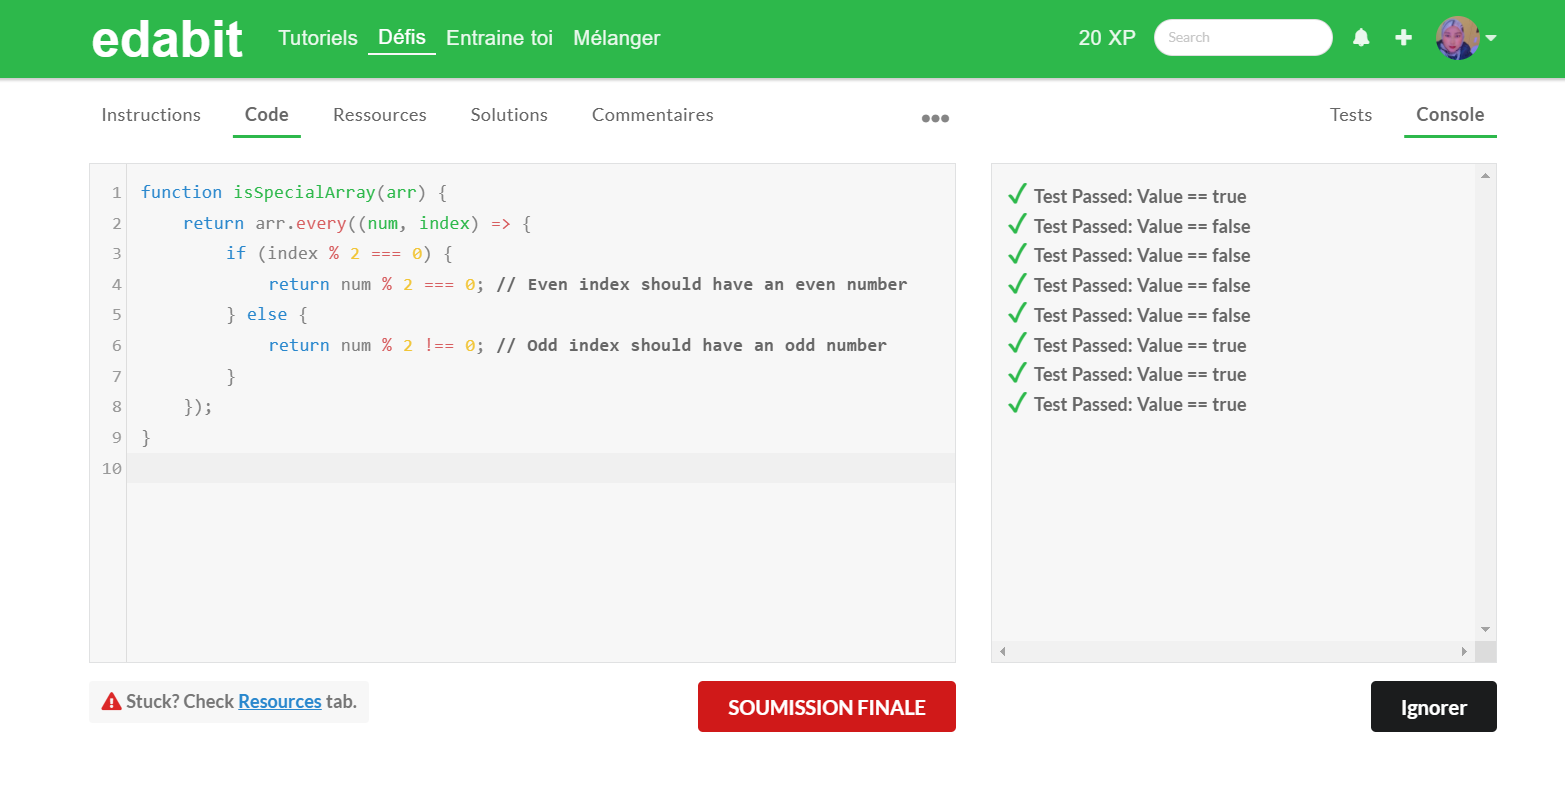 edabit Tutoriels Défis Entraine toi Mélanger 20 XP Search
Instructions Code Ressources Solutions Commentaires ••• Tests Console
1 function isSpecialArray(arr) {
2 return arr.every((num, index) => {
3 if (index % 2 === 0) {
4 return num % 2 === 0; // Even index should have an even number
5 } else {
6 return num % 2 !== 0; // Odd index should have an odd number
7 }
8 });
9 }
10
✓ Test Passed: Value == true
✓ Test Passed: Value == false
✓ Test Passed: Value == false
✓ Test Passed: Value == false
✓ Test Passed: Value == false
✓ Test Passed: Value == true
✓ Test Passed: Value == true
✓ Test Passed: Value == true
Stuck? Check Resources tab.
SOUMISSION FINALE
Ignorer